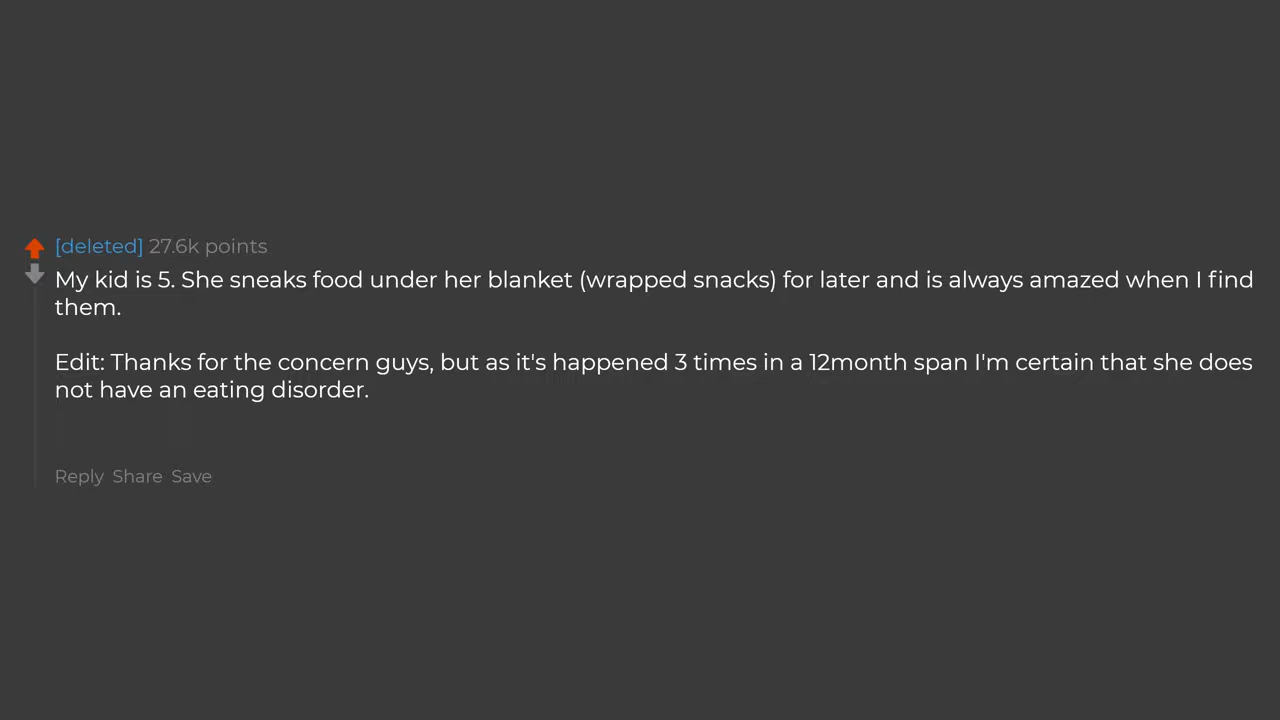 [deleted] 27.6k points
My kid is 5. She sneaks food under her blanket (wrapped snacks) for later and is always amazed when I find
them.
Edit: Thanks for the concern guys, but as it's happened 3 times in a 12month span I'm certain that she does
not have an eating disorder.
Reply Share Save